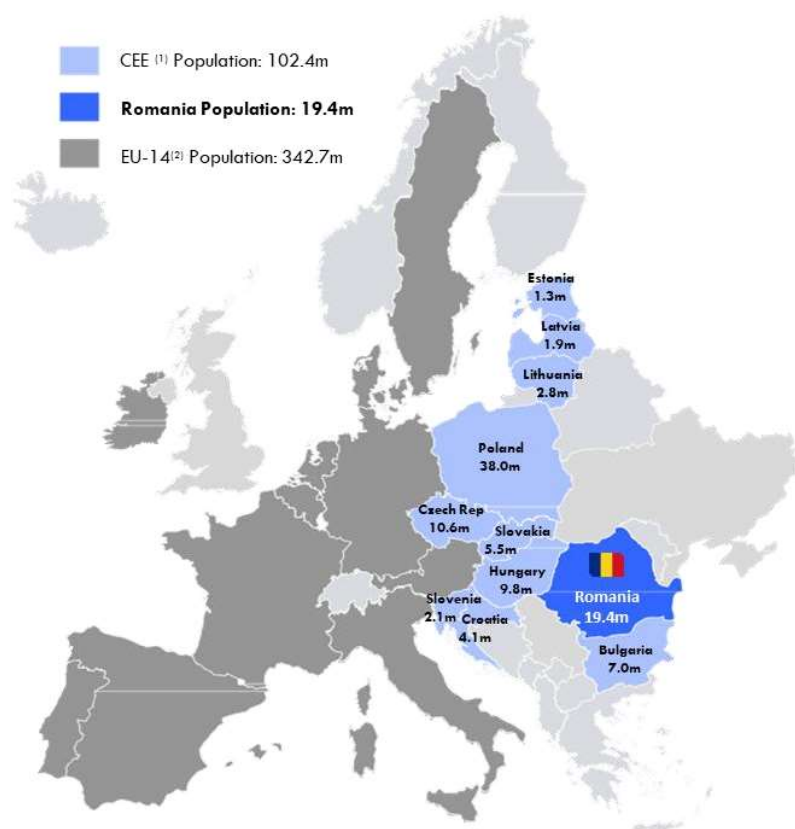 CEE (1) Population: 102.4m
Romania Population: 19.4m
EU-14(2) Population: 342.7m
Estonia
1.3m
Latvia
1.9m
Lithuania
2.8m
Poland
38.0m
Czech Rep
10.6m
Slovakia
5.5m
Hungary
9.8m
Romania
19.4m
Slovenia
2.1m
Croatia
4.1m
Bulgaria
7.0m